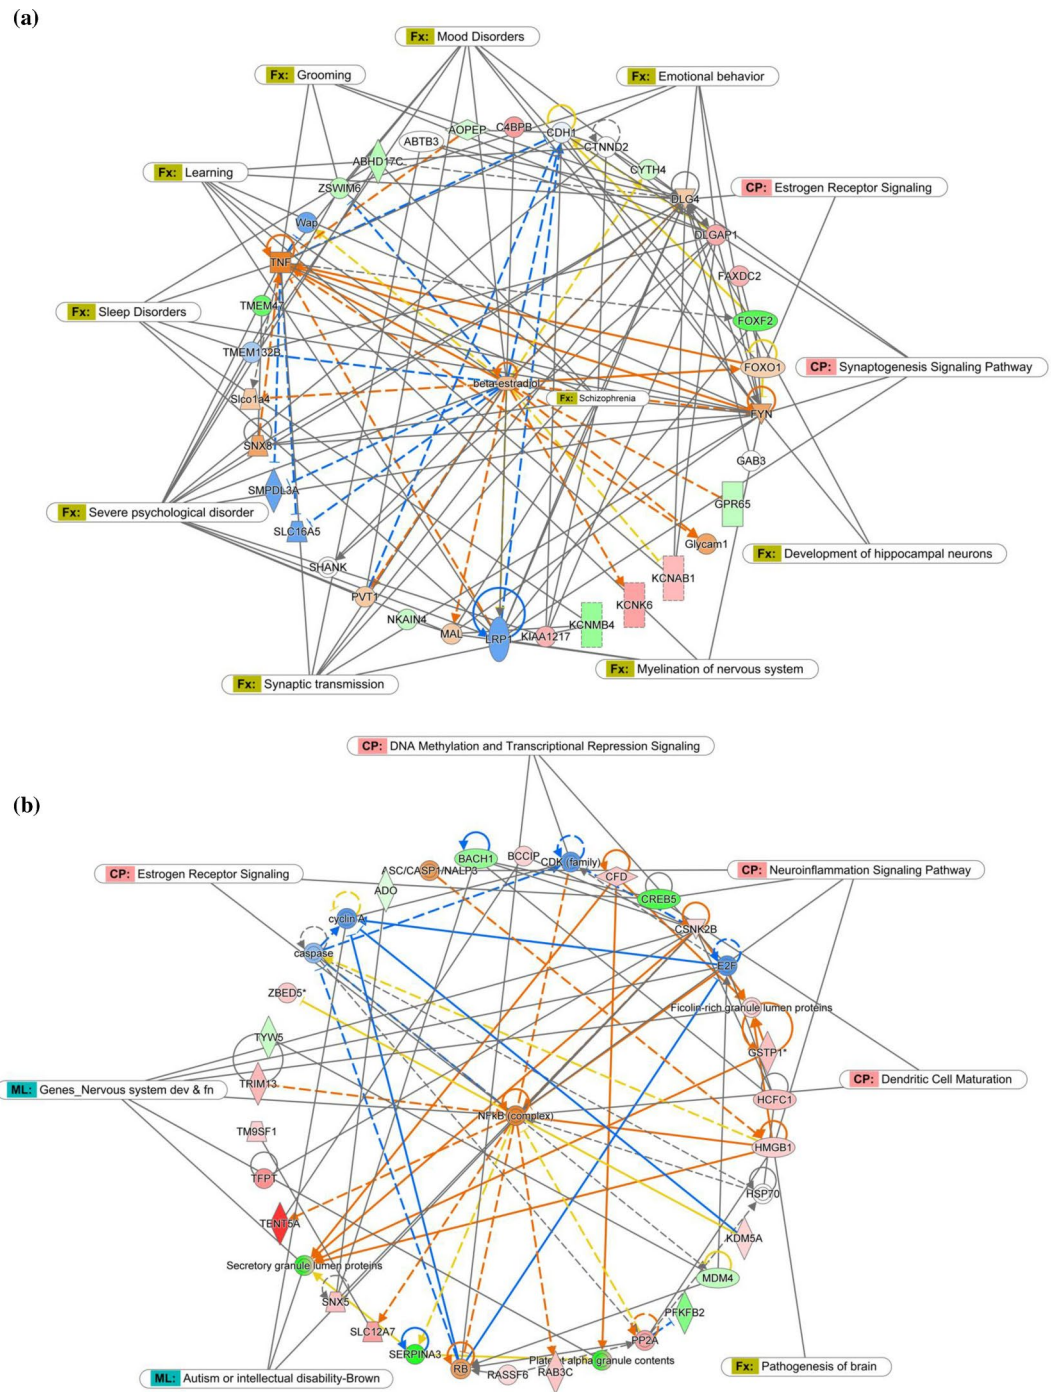 (a)
Fx: Mood Disorders
Fx: Grooming
Fx: Emotional behavior
AOPEP
C4BPB
CDH1
ABTB3
CTNND2
ABHD17C
CYTH4
Fx: Learning
ZSWIM6
DLG4
CP: Estrogen Receptor Signaling
Wap
DLGAP1
TNF
FAXDC2
TMEM4
Fx: Sleep Disorders
FOXF2
TMEM132B
FOXO1
CP: Synaptogenesis Signaling Pathway
beta-estradiol
Slco1a4
Fx: Schizophrenia
FYN
SNX8
GAB3
SMPDL3A
GPR65
Fx: Severe psychological disorder
SLC16A5
Glycam1
Fx: Development of hippocampal neurons
SHANK
KCNAB1
PVT1
KCNK6
NKAIN4
KCNMB4
MAL
LRP1
KIAA1217
Fx: Myelination of nervous system
Fx: Synaptic transmission
CP: DNA Methylation and Transcriptional Repression Signaling
(b)
BACH1
BCCIP
CDK (family)
CP: Estrogen Receptor Signaling
ASC/CASP1/NALP3
CFD
CP: Neuroinflammation Signaling Pathway
ADO
CREB5
cyclin A
CSNK2B
caspase
E2F
ZBED5*
Ficolin-rich granule lumen proteins
TYW5
GSTP1*
ML: Genes_Nervous system dev & fn
TRIM13
CP: Dendritic Cell Maturation
HCFC1
NFkB (complex)
TM9SF1
HMGB1
TFPT
HSP70
TENT5A
KDM5A
Secretory granule lumen proteins
MDM4
SNX5
PFKFB2
SLC12A7
PP2A
SERPINA3
Platelet alpha granule contents
RB
RASSF6
RAB3C
Fx: Pathogenesis of brain
ML: Autism or intellectual disability-Brown